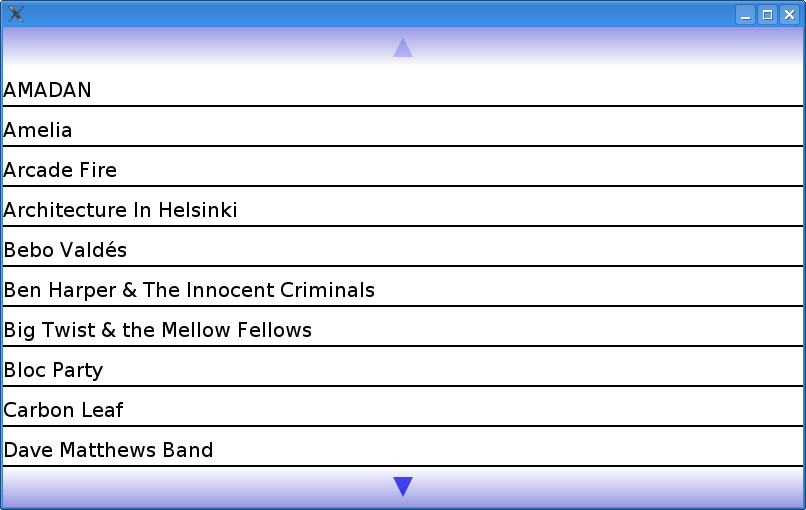 AMADAN
Amelia
Arcade Fire
Architecture In Helsinki
Bebo Valdés
Ben Harper & The Innocent Criminals
Big Twist & the Mellow Fellows
Bloc Party
Carbon Leaf
Dave Matthews Band